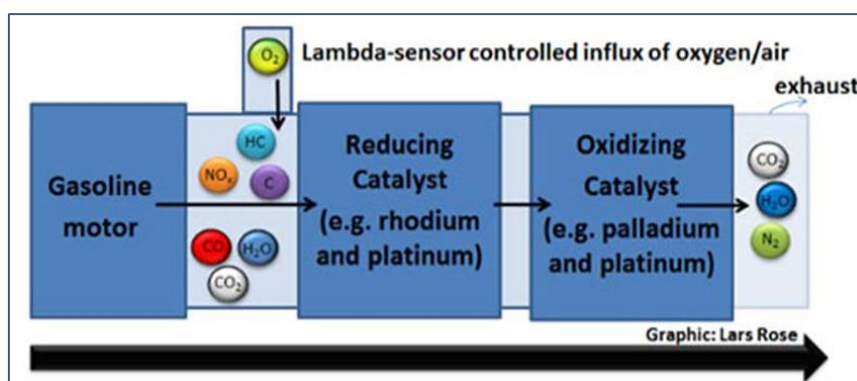 O₂
Lambda-sensor controlled influx of oxygen/air
exhaust
Gasoline
motor
HC
NOₓ
C
CO
H₂O
CO₂
Reducing
Catalyst
(e.g. rhodium
and platinum)
Oxidizing
Catalyst
(e.g. palladium
and platinum)
CO₂
H₂O
N₂
Graphic: Lars Rose